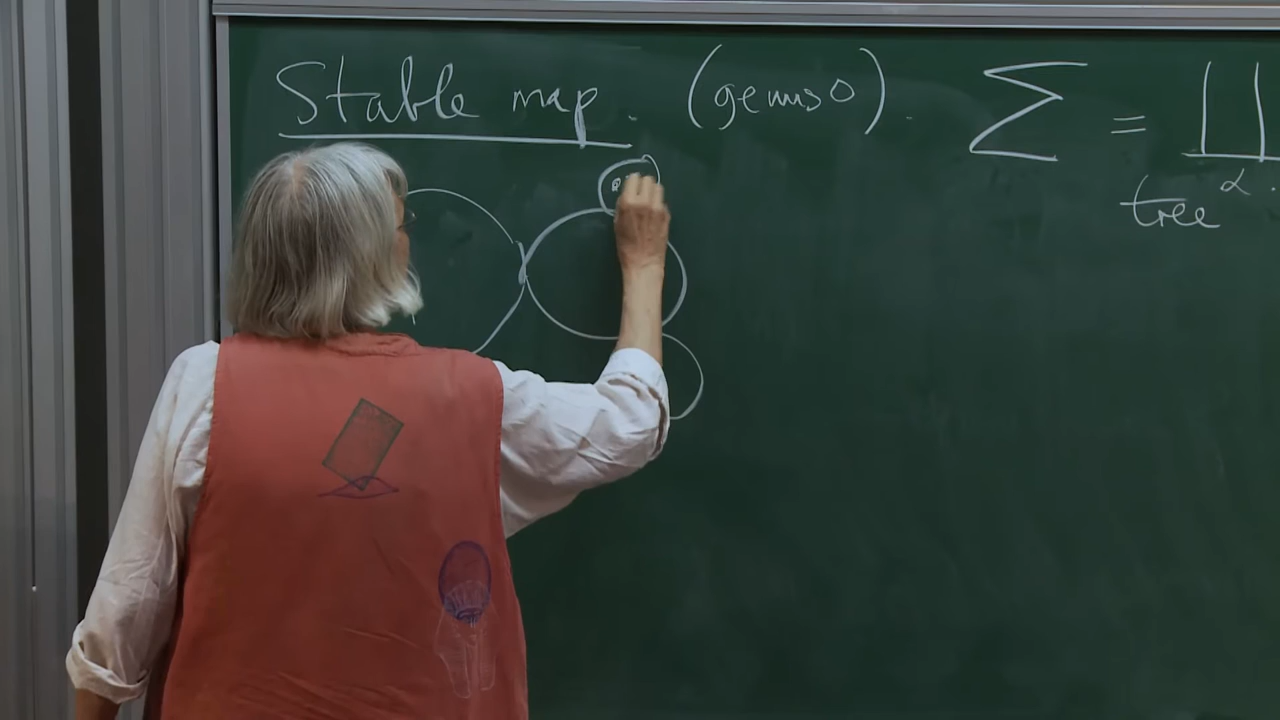 Stable map. (genus 0). Σ = ∐
tree α